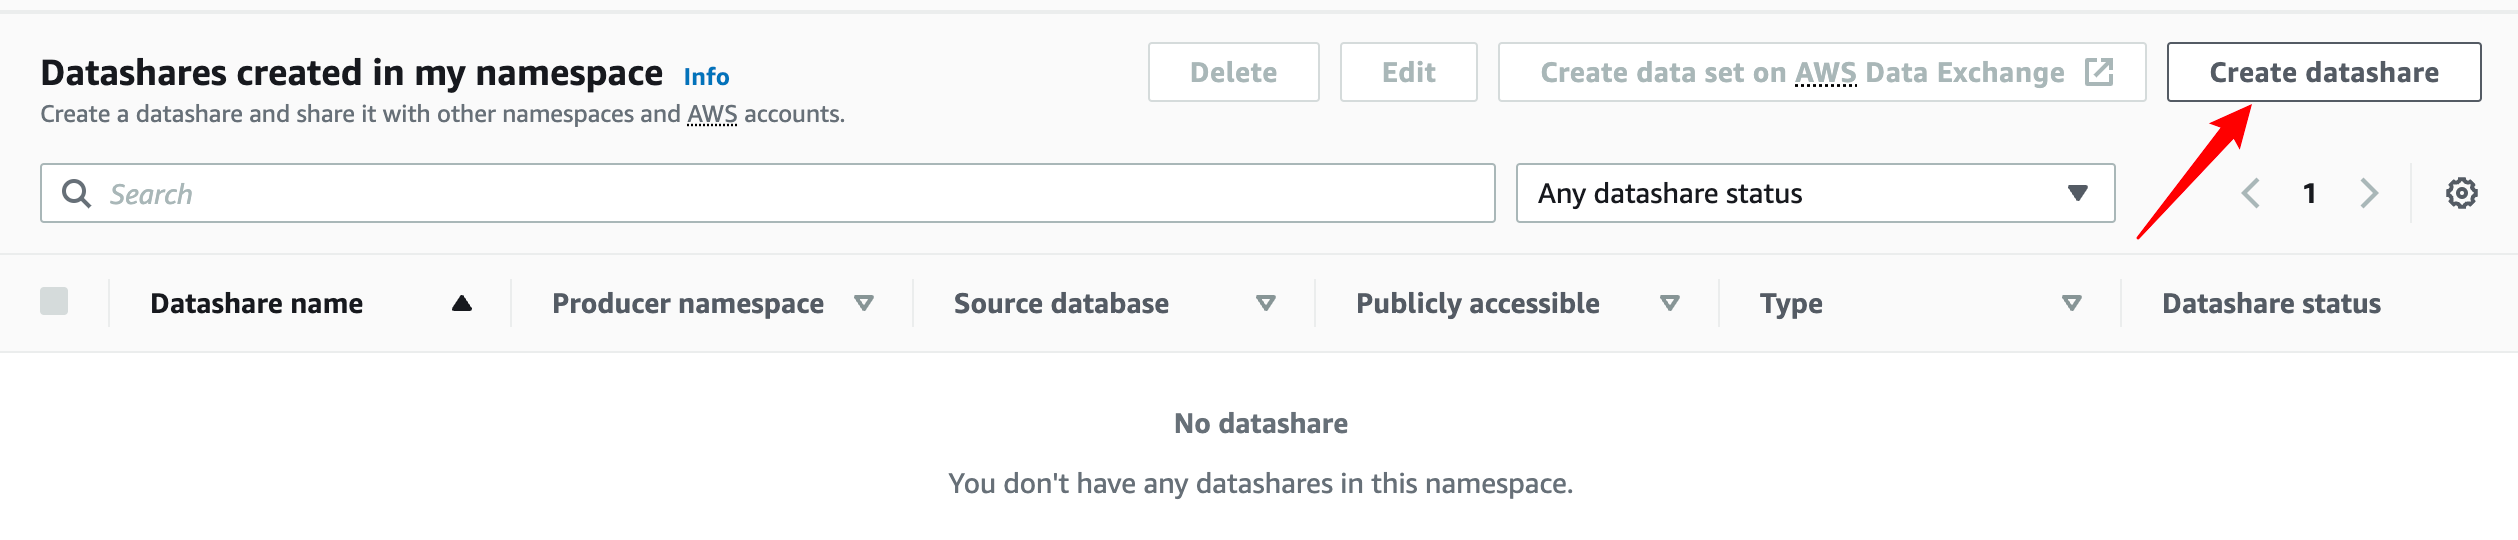 Datashares created in my namespace Info
Delete
Edit
Create data set on AWS Data Exchange
Create datashare
Create a datashare and share it with other namespaces and AWS accounts.
Search
Any datashare status
1
Datashare name
Producer namespace
Source database
Publicly accessible
Type
Datashare status
No datashare
You don't have any datashares in this namespace.